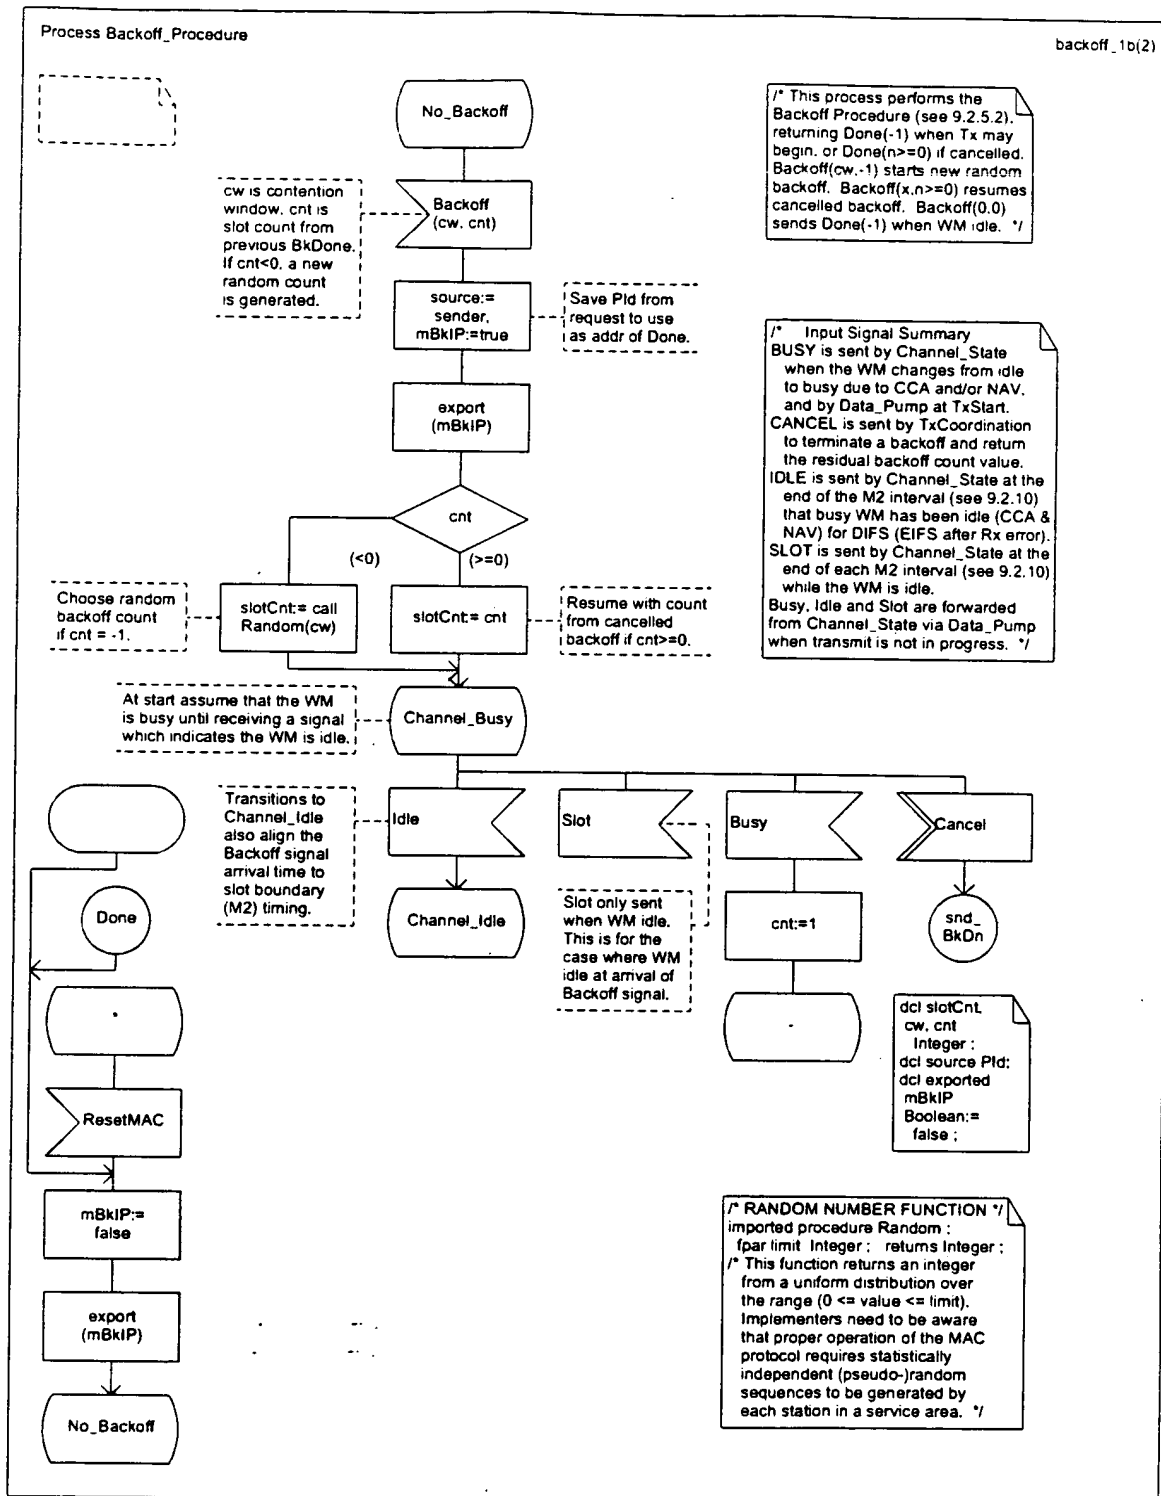 Process Backoff_Procedure
backoff_1b(2)
No_Backoff
/* This process performs the
Backoff Procedure (see 9.2.5.2),
returning Done(-1) when Tx may
begin, or Done(n>=0) if cancelled.
Backoff(cw,-1) starts new random
backoff. Backoff(x,n>=0) resumes
cancelled backoff. Backoff(0,0)
sends Done(-1) when WM idle. */
cw is contention
window, cnt is
slot count from
previous BkDone.
If cnt<0, a new
random count
is generated.
Backoff
(cw, cnt)
source:=
sender,
mBkIP:=true
Save PId from
request to use
as addr of Done.
export
(mBkIP)
/* Input Signal Summary
BUSY is sent by Channel_State
when the WM changes from idle
to busy due to CCA and/or NAV,
and by Data_Pump at TxStart.
CANCEL is sent by TxCoordination
to terminate a backoff and return
the residual backoff count value.
IDLE is sent by Channel_State at the
end of the M2 interval (see 9.2.10)
that busy WM has been idle (CCA &
NAV) for DIFS (EIFS after Rx error).
SLOT is sent by Channel_State at the
end of each M2 interval (see 9.2.10)
while the WM is idle.
Busy, Idle and Slot are forwarded
from Channel_State via Data_Pump
when transmit is not in progress. */
cnt
(<0)
(>=0)
Choose random
backoff count
if cnt = -1.
slotCnt:= call
Random(cw)
slotCnt:= cnt
Resume with count
from cancelled
backoff if cnt>=0.
At start assume that the WM
is busy until receiving a signal
which indicates the WM is idle.
Channel_Busy
Transitions to
Channel_Idle
also align the
Backoff signal
arrival time to
slot boundary
(M2) timing.
Idle
Slot
Busy
Cancel
Channel_Idle
Slot only sent
when WM idle.
This is for the
case where WM
idle at arrival of
Backoff signal.
cnt:=1
snd_
BkDn
-
Done
*
ResetMAC
mBkIP:=
false
export
(mBkIP)
No_Backoff
dcl slotCnt,
cw, cnt
Integer ;
dcl source PId;
dcl exported
mBkIP
Boolean:=
false ;
/* RANDOM NUMBER FUNCTION */
imported procedure Random ;
fpar limit Integer ; returns Integer ;
/* This function returns an integer
from a uniform distribution over
the range (0 <= value <= limit).
Implementers need to be aware
that proper operation of the MAC
protocol requires statistically
independent (pseudo-)random
sequences to be generated by
each station in a service area. */